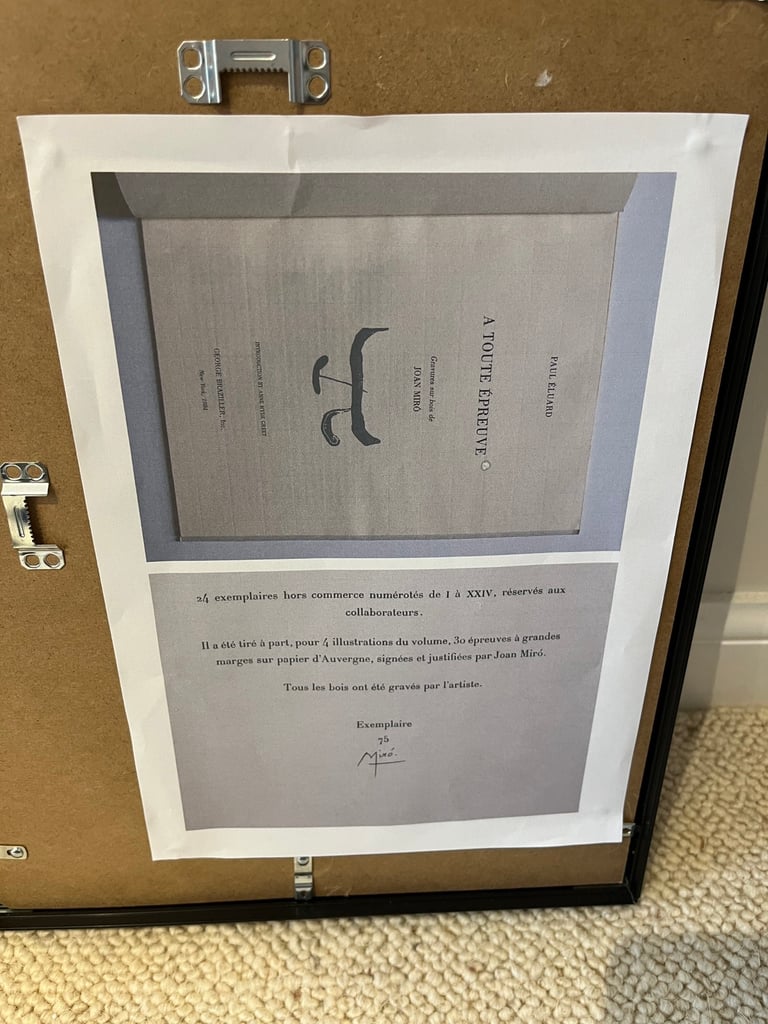 PAUL ÉLUARD
A TOUTE ÉPREUVE
Gravures sur bois de
JOAN MIRÓ
INTRODUCTION BY ANNE HYDE GREET
GEORGE BRAZILLER, Inc.
New York, 1984
24 exemplaires hors commerce numérotés de I à XXIV, réservés aux
collaborateurs.
Il a été tiré à part, pour 4 illustrations du volume, 30 épreuves à grandes
marges sur papier d'Auvergne, signées et justifiées par Joan Miró.
Tous les bois ont été gravés par l'artiste.
Exemplaire
75
Miró.